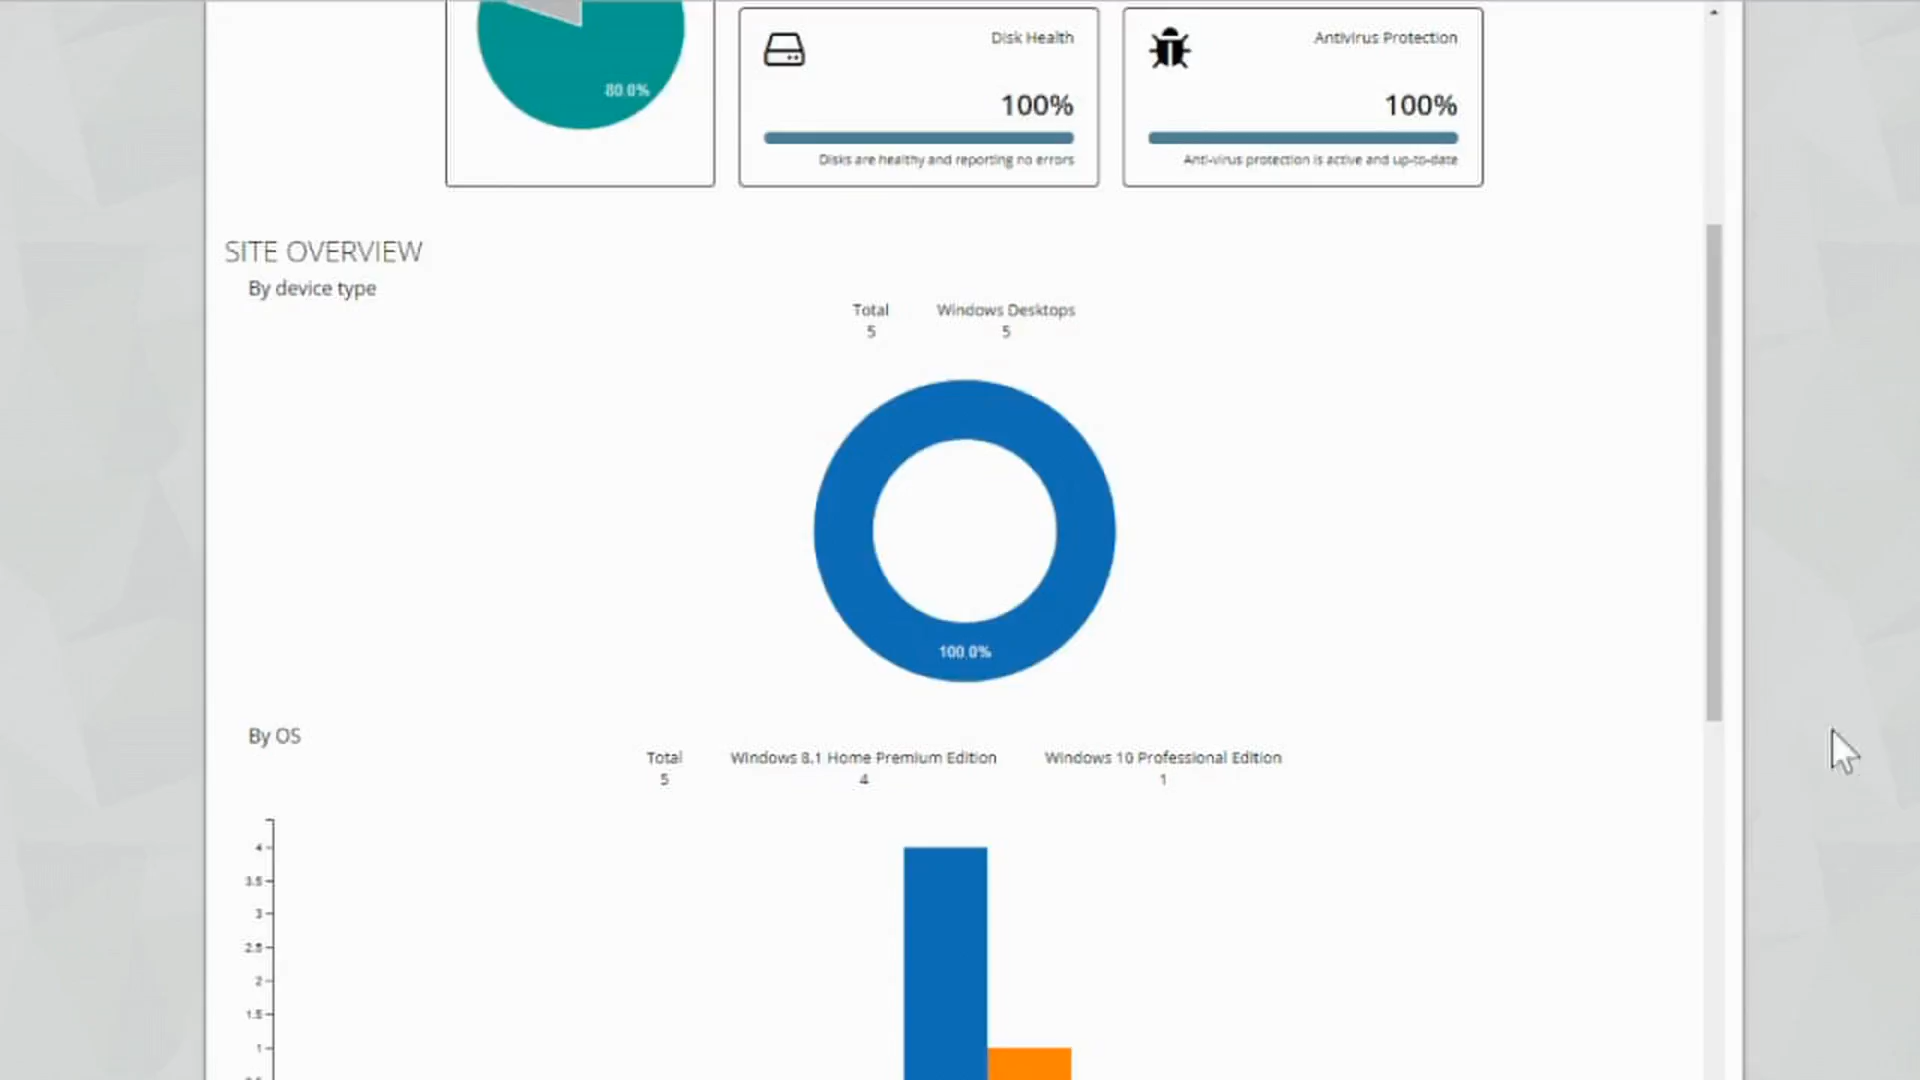 80.0%
Disk Health
100%
Disks are healthy and reporting no errors
Antivirus Protection
100%
Anti-virus protection is active and up-to-date
SITE OVERVIEW
By device type
Total
5
Windows Desktops
5
100.0%
By OS
Total
5
Windows 8.1 Home Premium Edition
4
Windows 10 Professional Edition
1
4
3.5
3
2.5
2
1.5
1